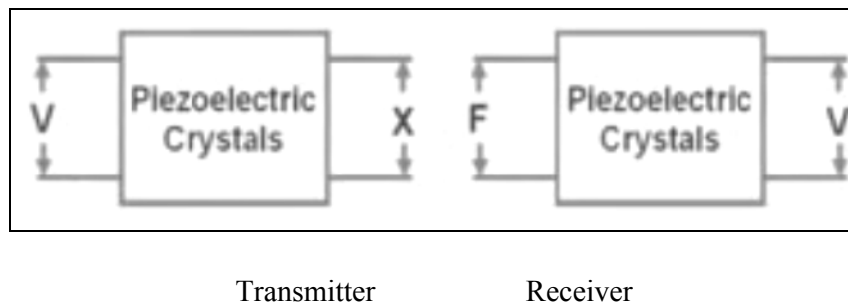 V
Piezoelectric
Crystals
X
F
Piezoelectric
Crystals
V
Transmitter
Receiver